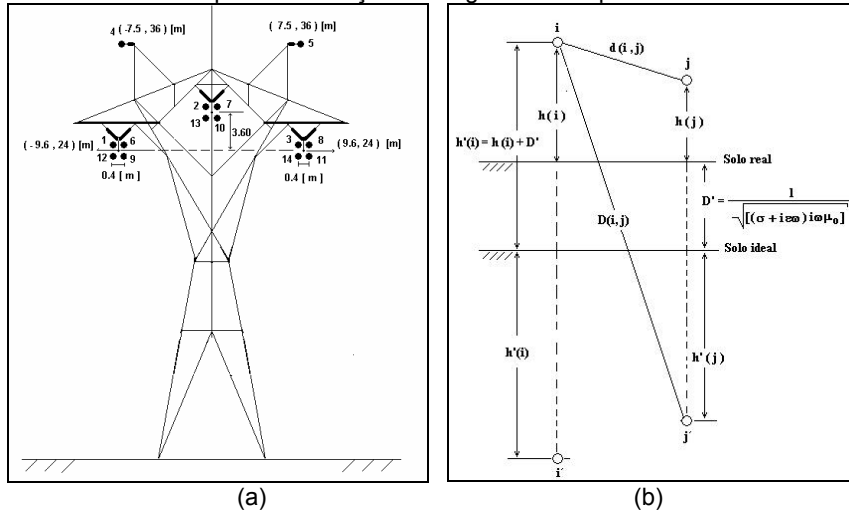 ( -7.5 , 36 ) [m]
( 7.5 , 36 ) [m]
4
5
2 7
13 10
3.60
1 6
3 8
( - 9.6 , 24 ) [m]
(9.6, 24 ) [m]
12 9
14 11
0.4 [ m ]
0.4 [ m ]
(a)
i
d ( i , j )
j
h ( i )
h ( j )
h'(i) = h (i) + D'
Solo real
D(i, j)
D' = 1
√[(σ + iεω) iωμ₀]
Solo ideal
h'(i)
h' ( j )
j´
i´
(b)